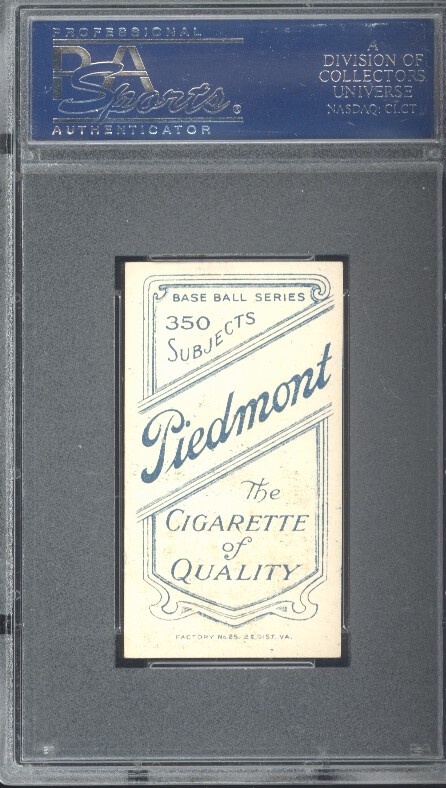 PROFESSIONAL
PSA
Sports
AUTHENTICATOR
A
DIVISION OF
COLLECTORS
UNIVERSE
NASDAQ: CLCT
BASE BALL SERIES
350
SUBJECTS
Piedmont
The
CIGARETTE
of
QUALITY
FACTORY No 25. 2<u>D</u> DIST. VA.